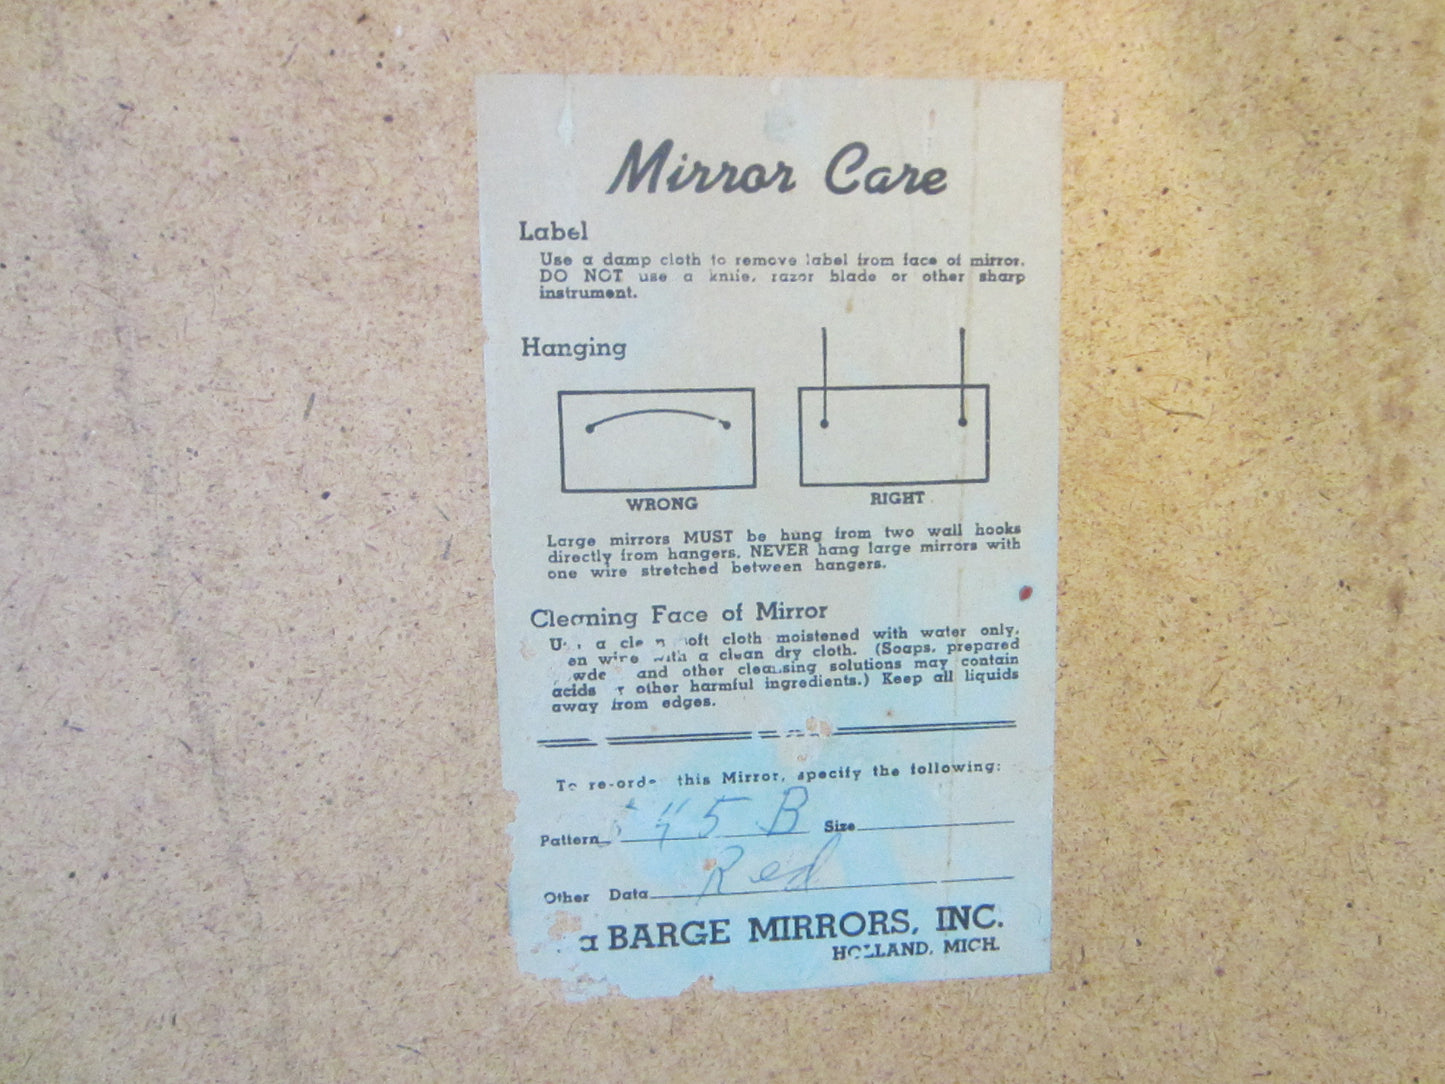 Mirror Care
Label
Use a damp cloth to remove label from face of mirror.
DO NOT use a knife, razor blade or other sharp
instrument.
Hanging
WRONG
RIGHT
Large mirrors MUST be hung from two wall hooks
directly from hangers. NEVER hang large mirrors with
one wire stretched between hangers.
Cleaning Face of Mirror
a soft cloth moistened with water only,
with a clean dry cloth. (Soaps, prepared
and other cleansing solutions may contain
acids or other harmful ingredients.) Keep all liquids
away from edges.
To re-order this Mirror, specify the following:
Pattern 45 B Size
Other Data Red
a BARGE MIRRORS, INC.
HOLLAND, MICH.